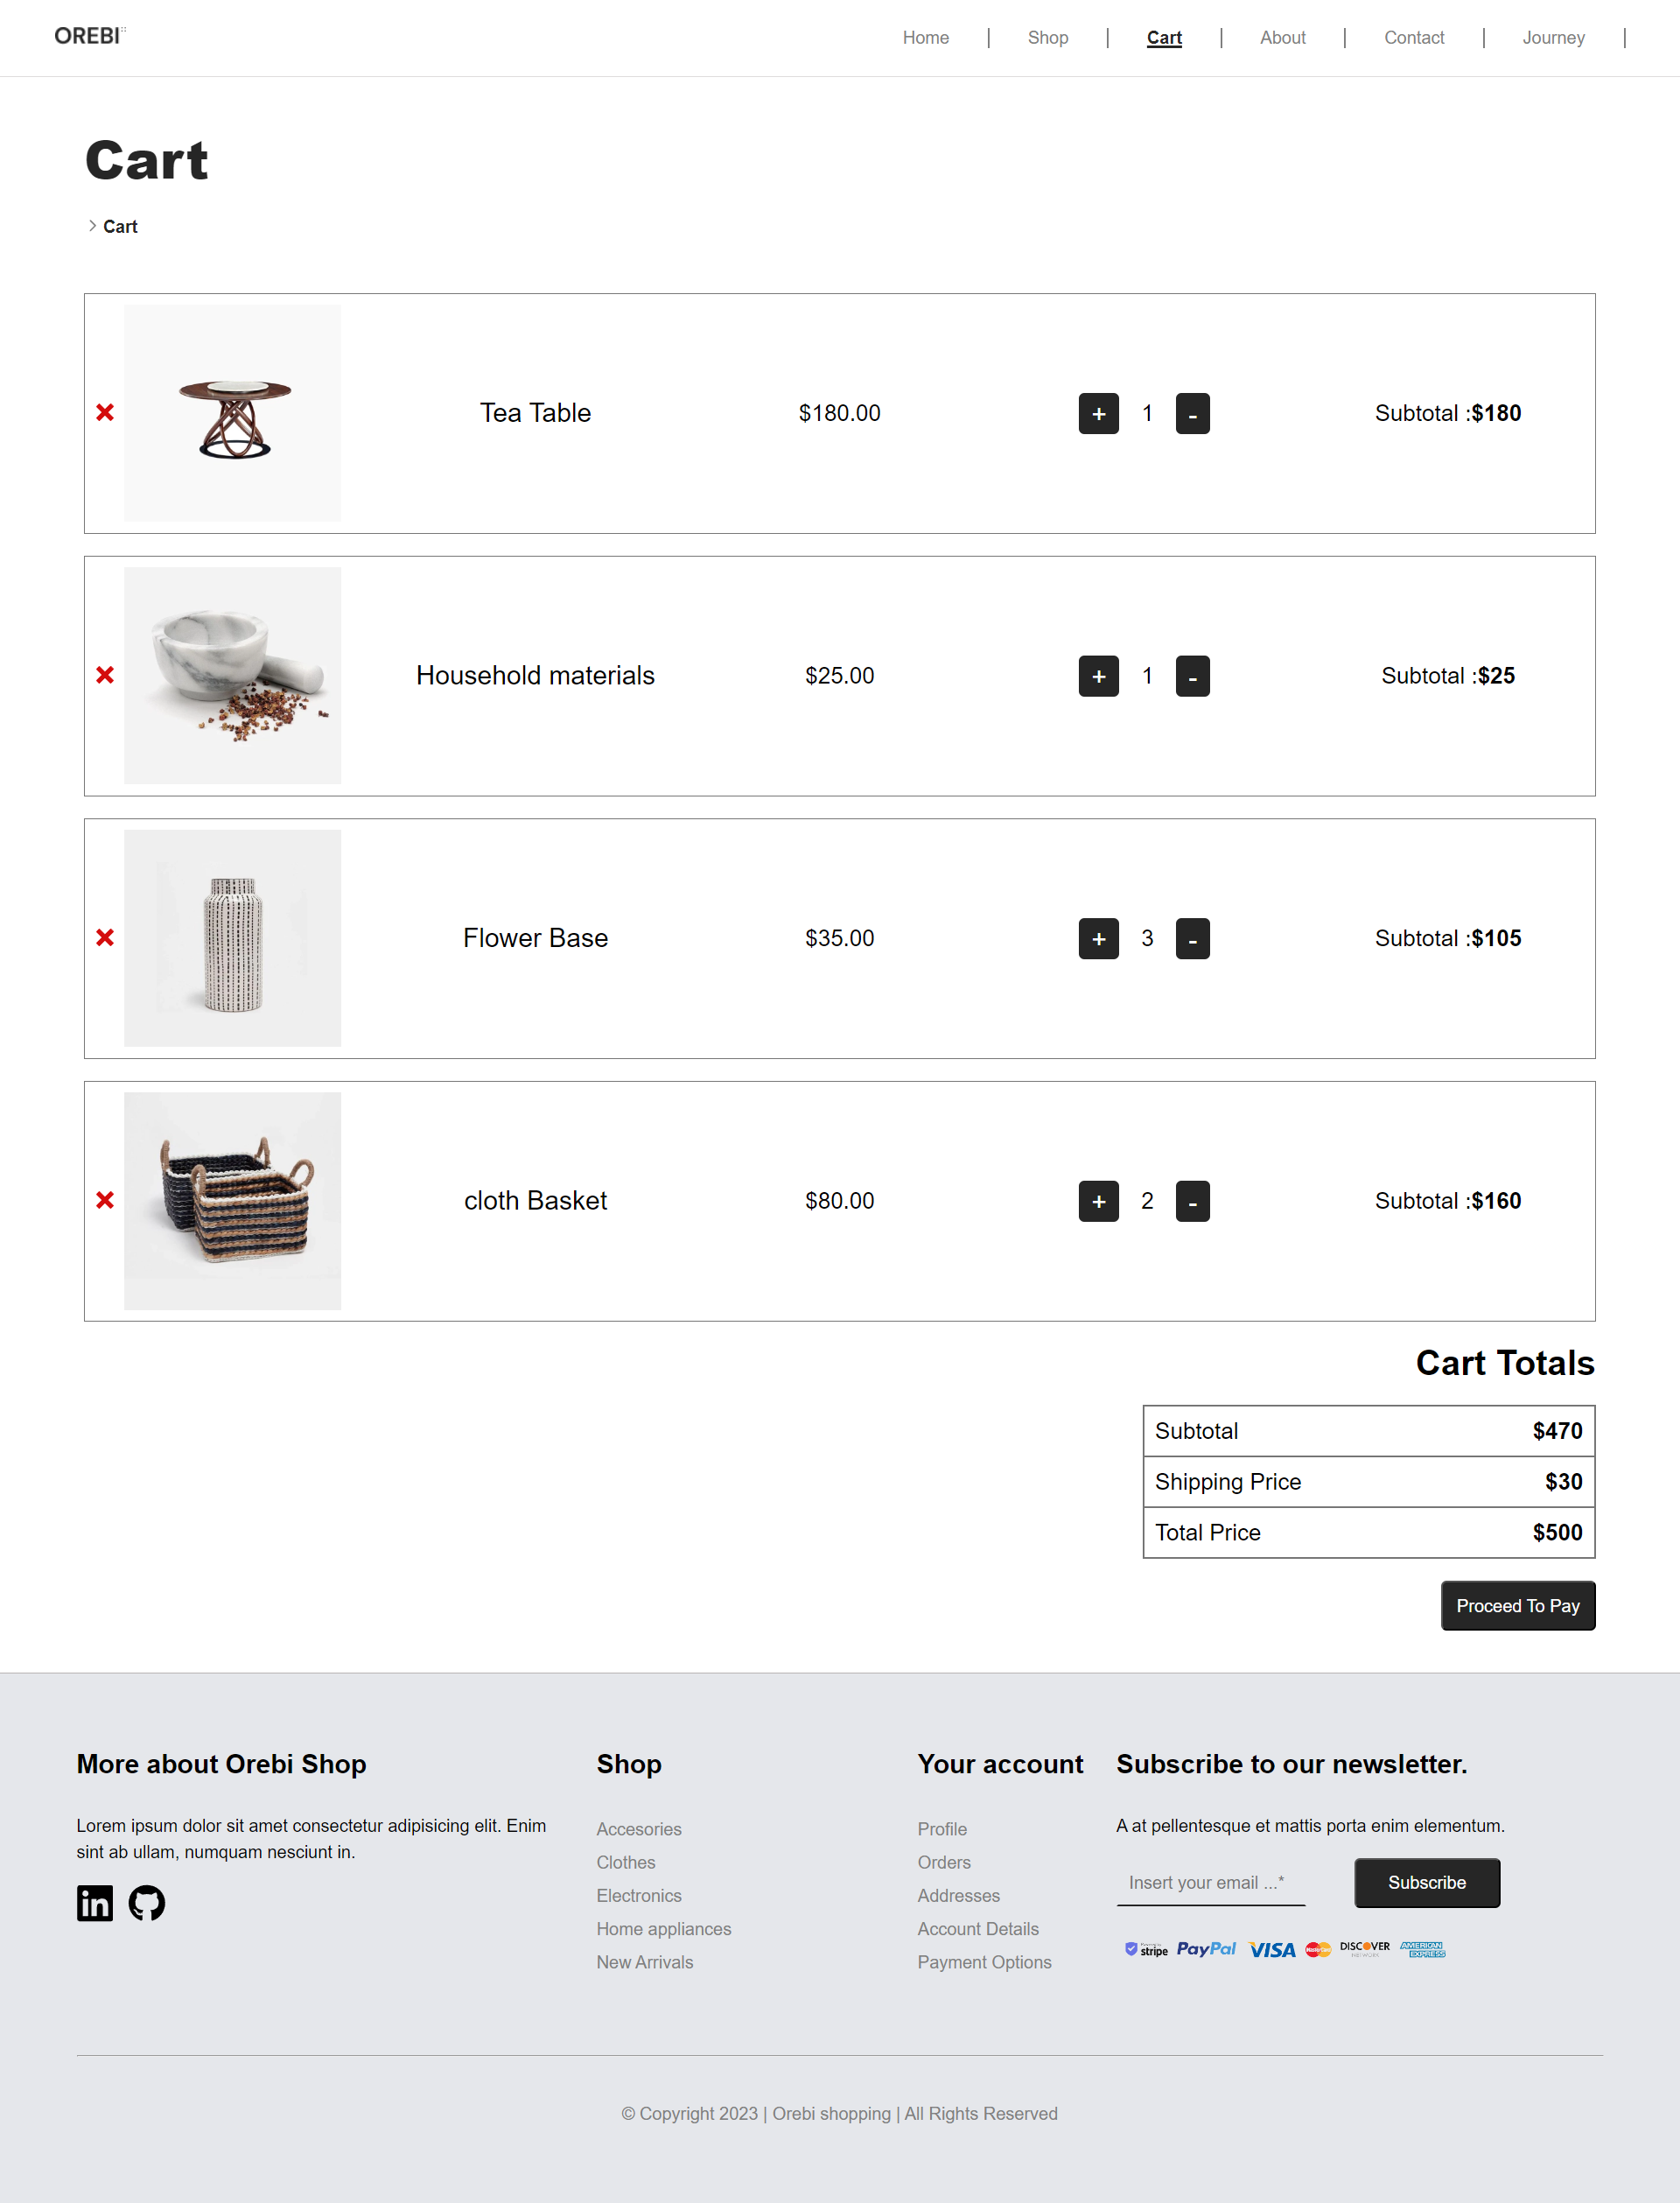 OREBI
Home | Shop | Cart | About | Contact | Journey |
Cart
> Cart
Tea Table $180.00 + 1 - Subtotal :$180
Household materials $25.00 + 1 - Subtotal :$25
Flower Base $35.00 + 3 - Subtotal :$105
cloth Basket $80.00 + 2 - Subtotal :$160
Cart Totals
Subtotal $470
Shipping Price $30
Total Price $500
Proceed To Pay
More about Orebi Shop
Lorem ipsum dolor sit amet consectetur adipisicing elit. Enim
sint ab ullam, numquam nesciunt in.
in
Shop
Accesories
Clothes
Electronics
Home appliances
New Arrivals
Your account
Profile
Orders
Addresses
Account Details
Payment Options
Subscribe to our newsletter.
A at pellentesque et mattis porta enim elementum.
Insert your email ...* Subscribe
stripe PayPal VISA MasterCard DISCOVER AMERICAN EXPRESS
© Copyright 2023 | Orebi shopping | All Rights Reserved